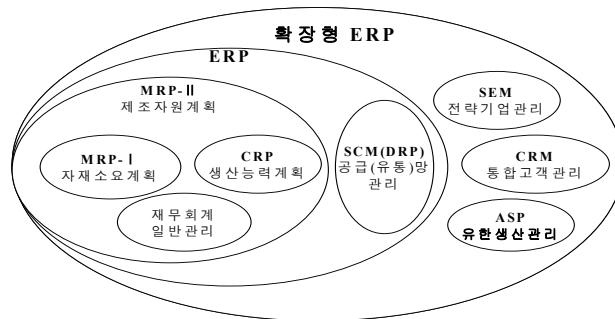 확장형 ERP
ERP
MRP-Ⅱ
제조자원계획
MRP-Ⅰ
자재소요계획
CRP
생산능력계획
재무회계
일반관리
SCM(DRP)
공급(유통)망
관리
SEM
전략기업관리
CRM
통합고객관리
ASP
유한생산관리